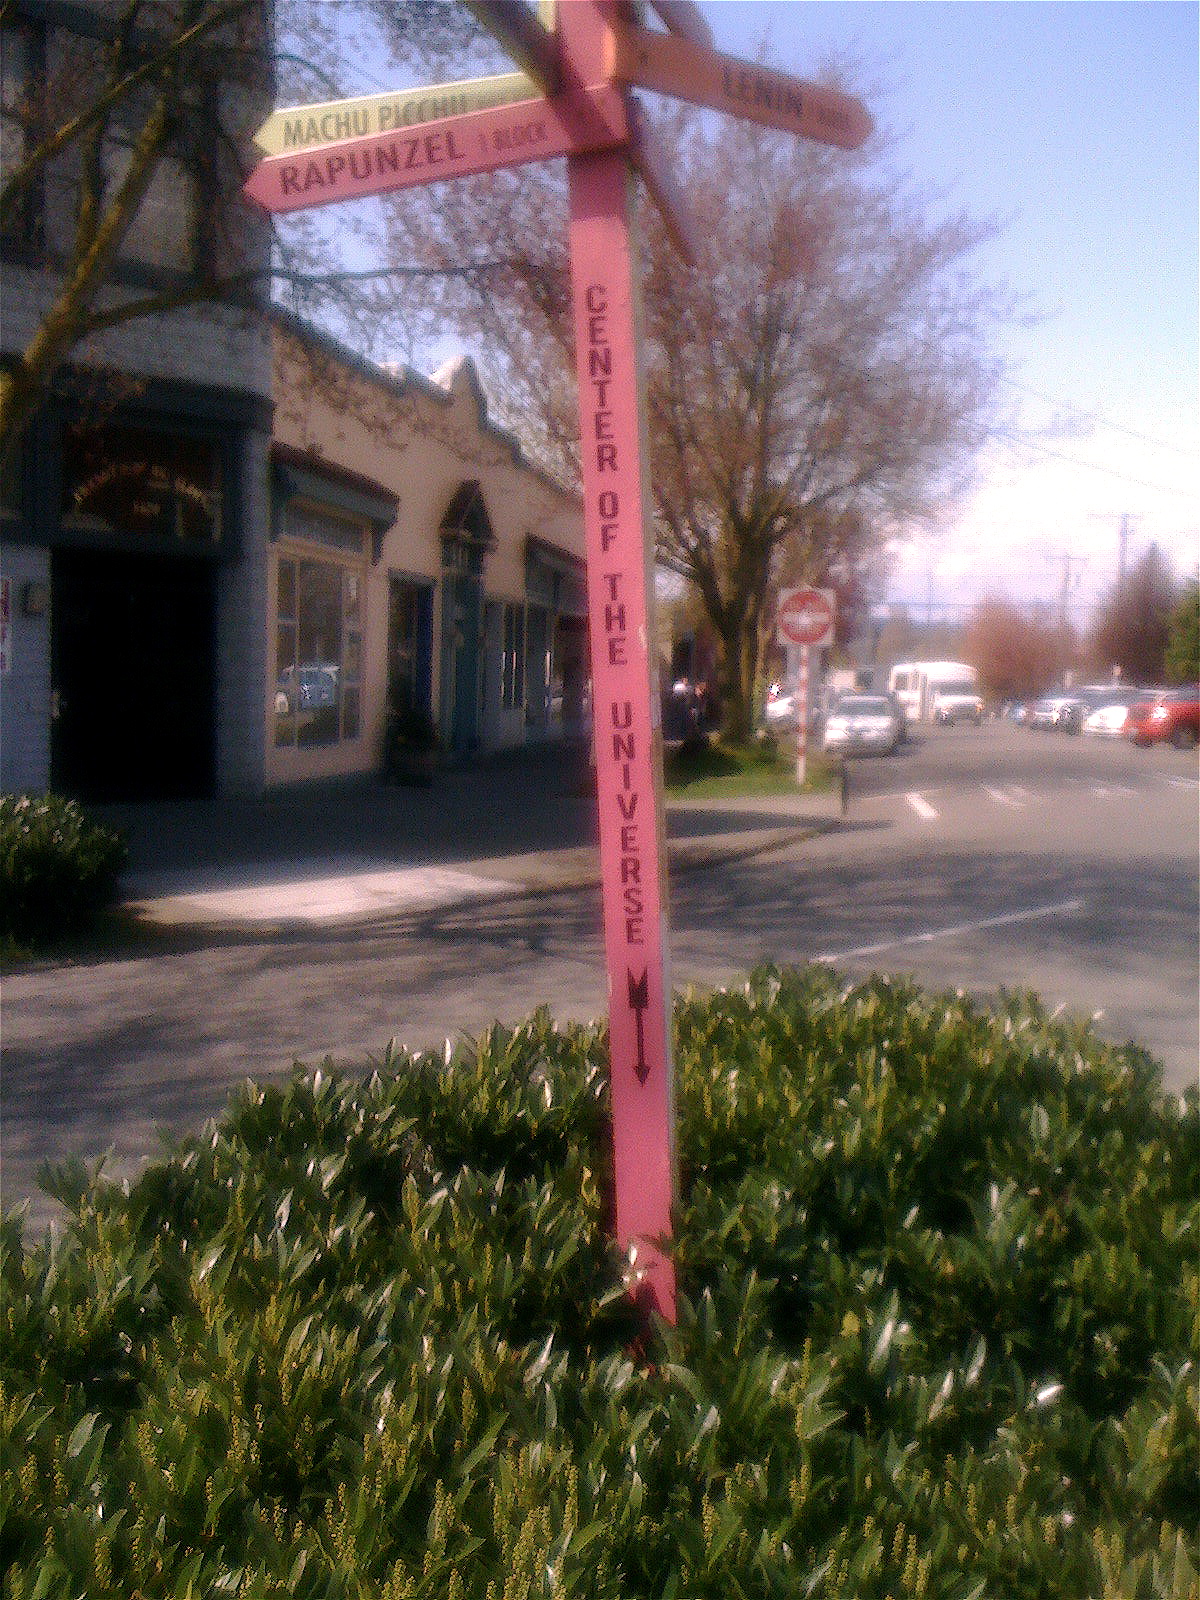 MACHU PICCHU
RAPUNZEL 1 BLOCK
LENIN
CENTER OF THE UNIVERSE